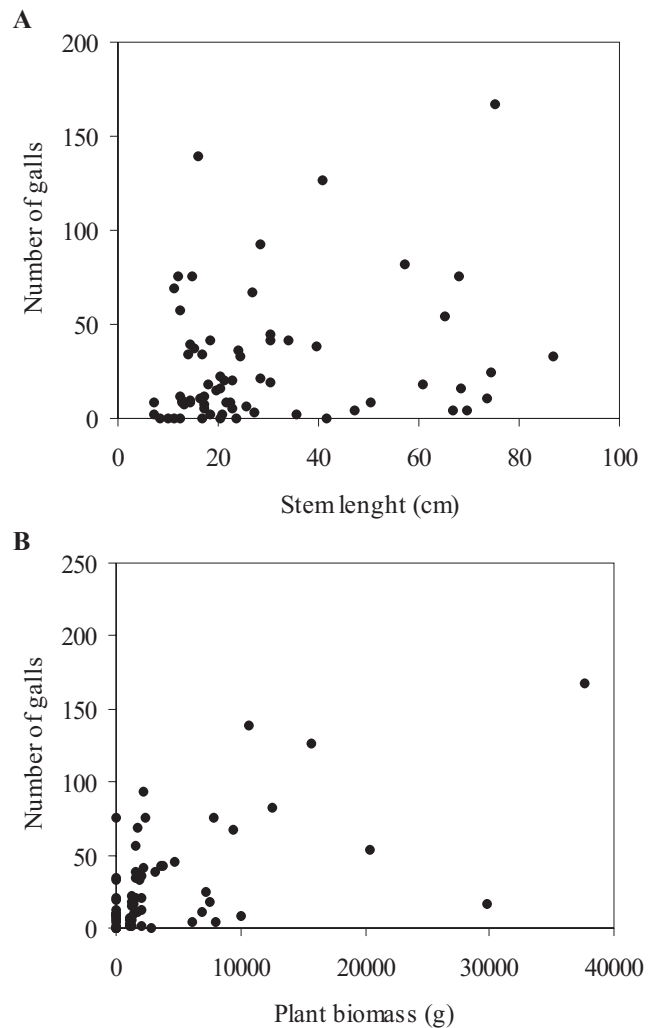 A
200
150
100
50
0
Number of galls
0 20 40 60 80 100
Stem lenght (cm)
B
250
200
150
100
50
0
Number of galls
0 10000 20000 30000 40000
Plant biomass (g)